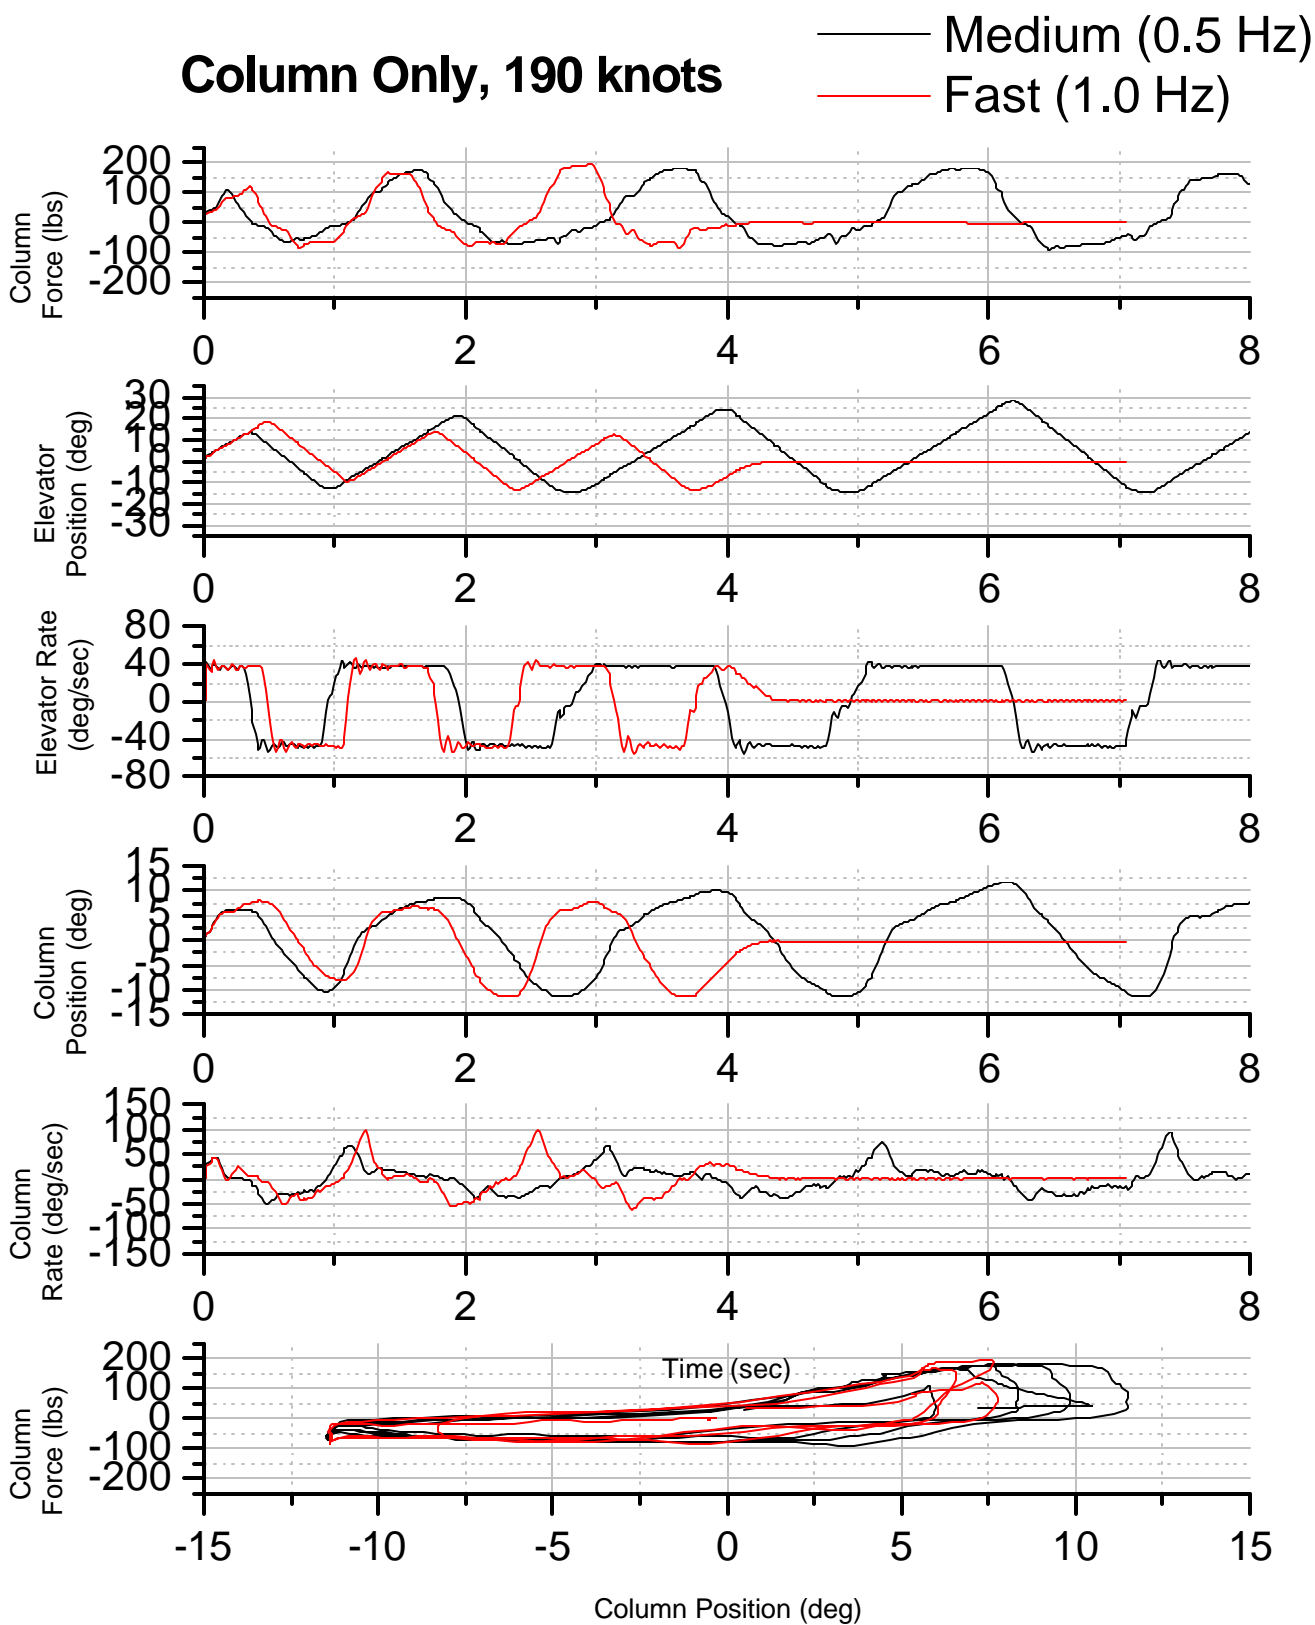 Medium (0.5 Hz)
Column Only, 190 knots
Fast (1.0 Hz)
200
100
0
-100
-200
Column
Force (lbs)
0 2 4 6 8
30
20
10
0
-10
-20
-30
Elevator
Position (deg)
0 2 4 6 8
80
40
0
-40
-80
Elevator Rate
(deg/sec)
0 2 4 6 8
15
10
5
0
-5
-10
-15
Column
Position (deg)
0 2 4 6 8
150
100
50
0
-50
-100
-150
Column
Rate (deg/sec)
0 2 4 6 8
Time (sec)
200
100
0
-100
-200
Column
Force (lbs)
-15 -10 -5 0 5 10 15
Column Position (deg)